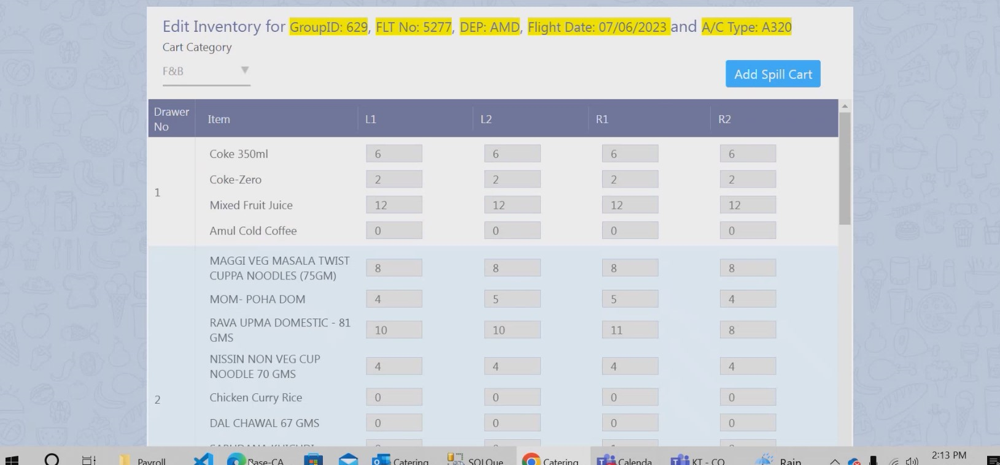 Edit Inventory for GroupID: 629, FLT No: 5277, DEP: AMD, Flight Date: 07/06/2023 and A/C Type: A320
Cart Category
F&B
Add Spill Cart
Drawer No Item L1 L2 R1 R2
1
Coke 350ml 6 6 6 6
Coke-Zero 2 2 2 2
Mixed Fruit Juice 12 12 12 12
Amul Cold Coffee 0 0 0 0
2
MAGGI VEG MASALA TWIST
CUPPA NOODLES (75GM) 8 8 8 8
MOM- POHA DOM 4 5 5 4
RAVA UPMA DOMESTIC - 81
GMS 10 10 11 8
NISSIN NON VEG CUP
NOODLE 70 GMS 4 4 4 4
Chicken Curry Rice 0 0 0 0
DAL CHAWAL 67 GMS 0 0 0 0
Payroll Base-CA Catering SQLQue Catering Calenda KT - CO Rain 2:13 PM